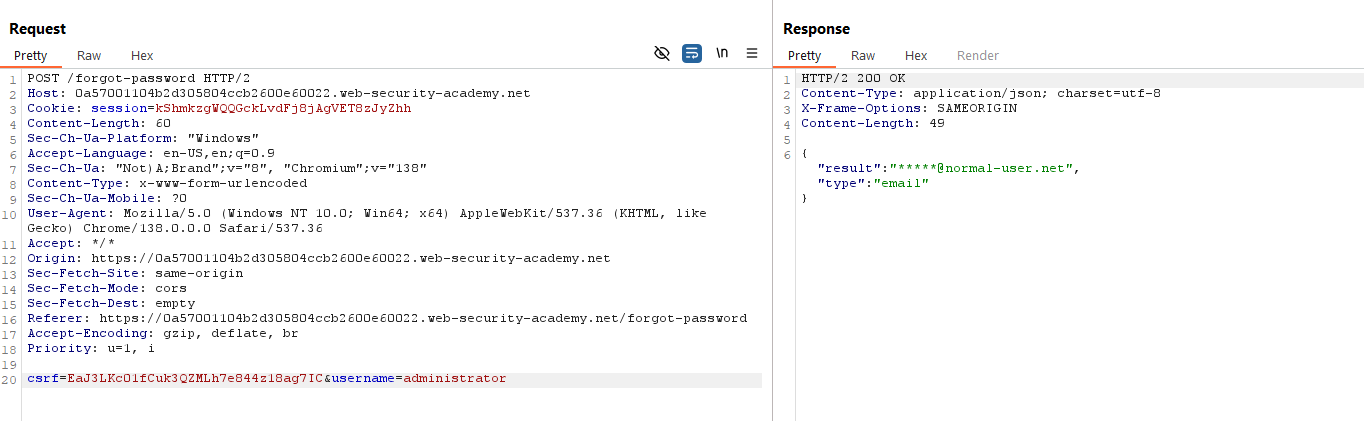 Request
Pretty Raw Hex
\n
1 POST /forgot-password HTTP/2
2 Host: 0a57001104b2d305804ccb2600e60022.web-security-academy.net
3 Cookie: session=kShmkzgWQQGckLvdFj8jAgVET8zJyZhh
4 Content-Length: 60
5 Sec-Ch-Ua-Platform: "Windows"
6 Accept-Language: en-US,en;q=0.9
7 Sec-Ch-Ua: "Not)A;Brand";v="8", "Chromium";v="138"
8 Content-Type: x-www-form-urlencoded
9 Sec-Ch-Ua-Mobile: ?0
10 User-Agent: Mozilla/5.0 (Windows NT 10.0; Win64; x64) AppleWebKit/537.36 (KHTML, like
Gecko) Chrome/138.0.0.0 Safari/537.36
11 Accept: */*
12 Origin: https://0a57001104b2d305804ccb2600e60022.web-security-academy.net
13 Sec-Fetch-Site: same-origin
14 Sec-Fetch-Mode: cors
15 Sec-Fetch-Dest: empty
16 Referer: https://0a57001104b2d305804ccb2600e60022.web-security-academy.net/forgot-password
17 Accept-Encoding: gzip, deflate, br
18 Priority: u=1, i
19
20 csrf=EaJ3LKc01fCuk3QZMLh7e844z18ag7IC&username=administrator
Response
Pretty Raw Hex Render
1 HTTP/2 200 OK
2 Content-Type: application/json; charset=utf-8
3 X-Frame-Options: SAMEORIGIN
4 Content-Length: 49
5
6 {
"result":"*****@normal-user.net",
"type":"email"
}